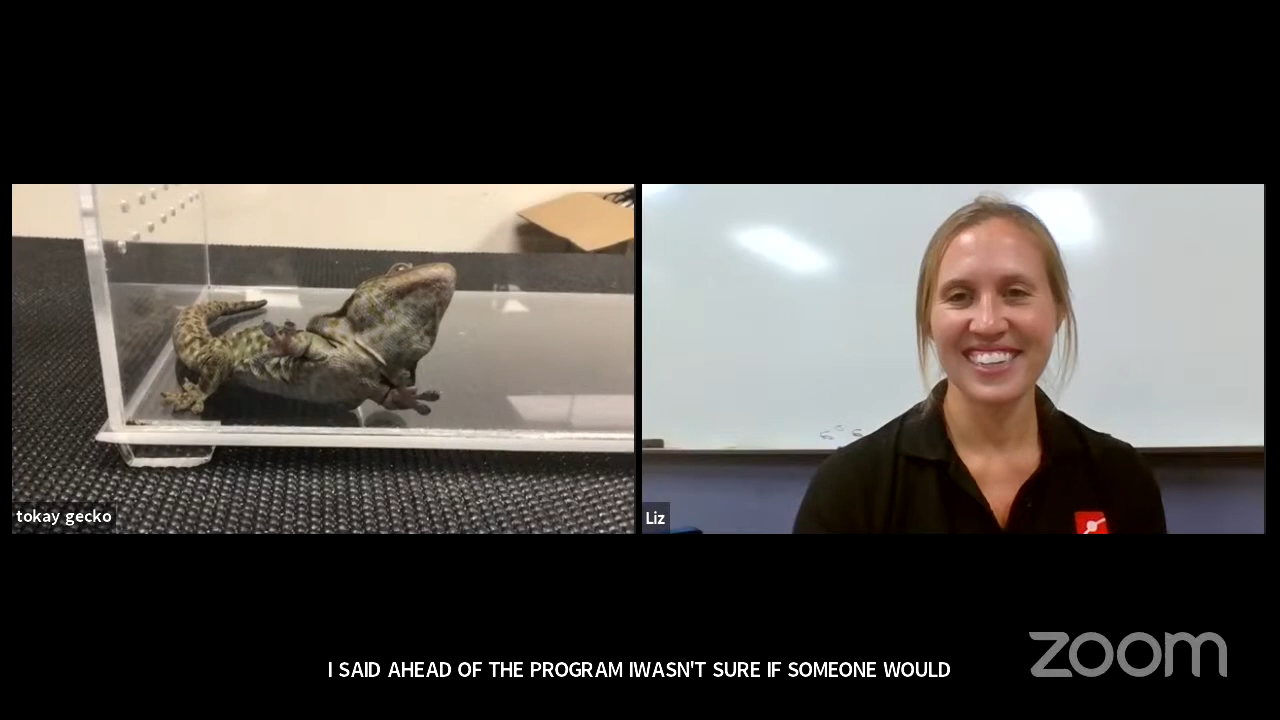 tokay gecko
Liz
I SAID AHEAD OF THE PROGRAM IWASN'T SURE IF SOMEONE WOULD
zoom